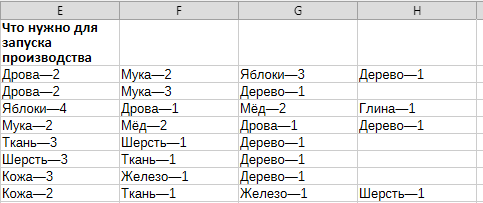 E F G H
Что нужно для
запуска
производства
Дрова—2 Мука—2 Яблоки—3 Дерево—1
Дрова—2 Мука—3 Дерево—1
Яблоки—4 Дрова—1 Мёд—2 Глина—1
Мука—2 Мёд—2 Дрова—1 Дерево—1
Ткань—3 Шерсть—1 Дерево—1
Шерсть—3 Ткань—1 Дерево—1
Кожа—3 Железо—1 Дерево—1
Кожа—2 Ткань—1 Железо—1 Шерсть—1